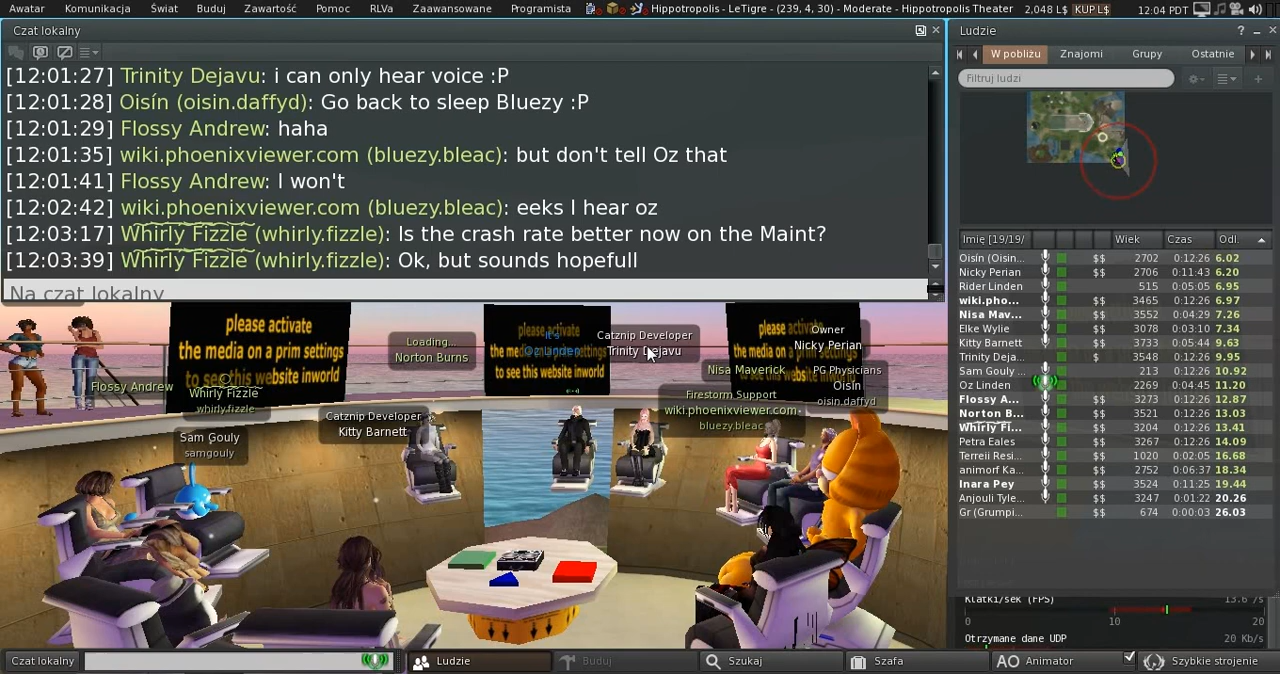 Awatar Komunikacja Świat Buduj Zawartość Pomoc RLVa Zaawansowane Programista Hippotropolis - LeTigre - (239, 4, 30) - Moderate - Hippotropolis Theater 2,048 L$ KUP L$ 12:04 PDT
Czat lokalny
[12:01:27] Trinity Dejavu: i can only hear voice :P
[12:01:28] Oisín (oisin.daffyd): Go back to sleep Bluezy :P
[12:01:29] Flossy Andrew: haha
[12:01:35] wiki.phoenixviewer.com (bluezy.bleac): but don't tell Oz that
[12:01:41] Flossy Andrew: I won't
[12:02:42] wiki.phoenixviewer.com (bluezy.bleac): eeks I hear oz
[12:03:17] Whirly Fizzle (whirly.fizzle): Is the crash rate better now on the Maint?
[12:03:39] Whirly Fizzle (whirly.fizzle): Ok, but sounds hopefull
Na czat lokalny
please activate
the media on a prim settings
to see this website inworld
Flossy Andrew
Whirly Fizzle
whirly.fizzle
Sam Gouly
samgouly
Loading...
Norton Burns
Catznip Developer
Kitty Barnett
please activate
to see this website inworld
Catznip Developer
Trinity Dejavu
Owner
Nicky Perian
Nisa Maverick
PG Physicians
Oisín
oisin.daffyd
Firestorm Support
wiki.phoenixviewer.com
bluezy.bleac
Ludzie
W pobliżu Znajomi Grupy Ostatnie
Filtruj ludzi
Imię [19/19/ Wiek Czas Odl.
Oisín (Oisín... $$ 2702 0:12:26 6.02
Nicky Perian $$ 2706 0:11:43 6.20
Rider Linden 515 0:05:05 6.95
wiki.pho... $$ 3465 0:12:26 6.97
Nisa Mav... $$ 3552 0:04:29 7.26
Elke Wylie $$ 3078 0:03:10 7.34
Kitty Barnett $$ 3733 0:05:44 9.63
Trinity Deja... $ 3548 0:12:26 9.95
Sam Gouly ... $$ 213 0:12:26 10.92
Oz Linden 2269 0:04:45 11.20
Flossy A... $$ 3273 0:12:26 12.87
Norton B... $$ 3521 0:12:26 13.03
Whirly Fi... $$ 3204 0:12:26 13.41
Petra Eales $$ 3267 0:12:26 14.09
Terreii Resi... $$ 1020 0:02:05 16.68
animorf Ka... $$ 2752 0:06:37 18.34
Inara Pey $$ 3524 0:11:25 19.44
Anjouli Tyle... $$ 3247 0:01:22 20.26
Gr (Grumpi... $$ 674 0:00:03 26.03
Klatki/sek (FPS) 13.6 /s
0 10 20
Otrzymane dane UDP 20 Kb/s
Czat lokalny Ludzie Buduj Szukaj Szafa AO Animator Szybkie strojenie